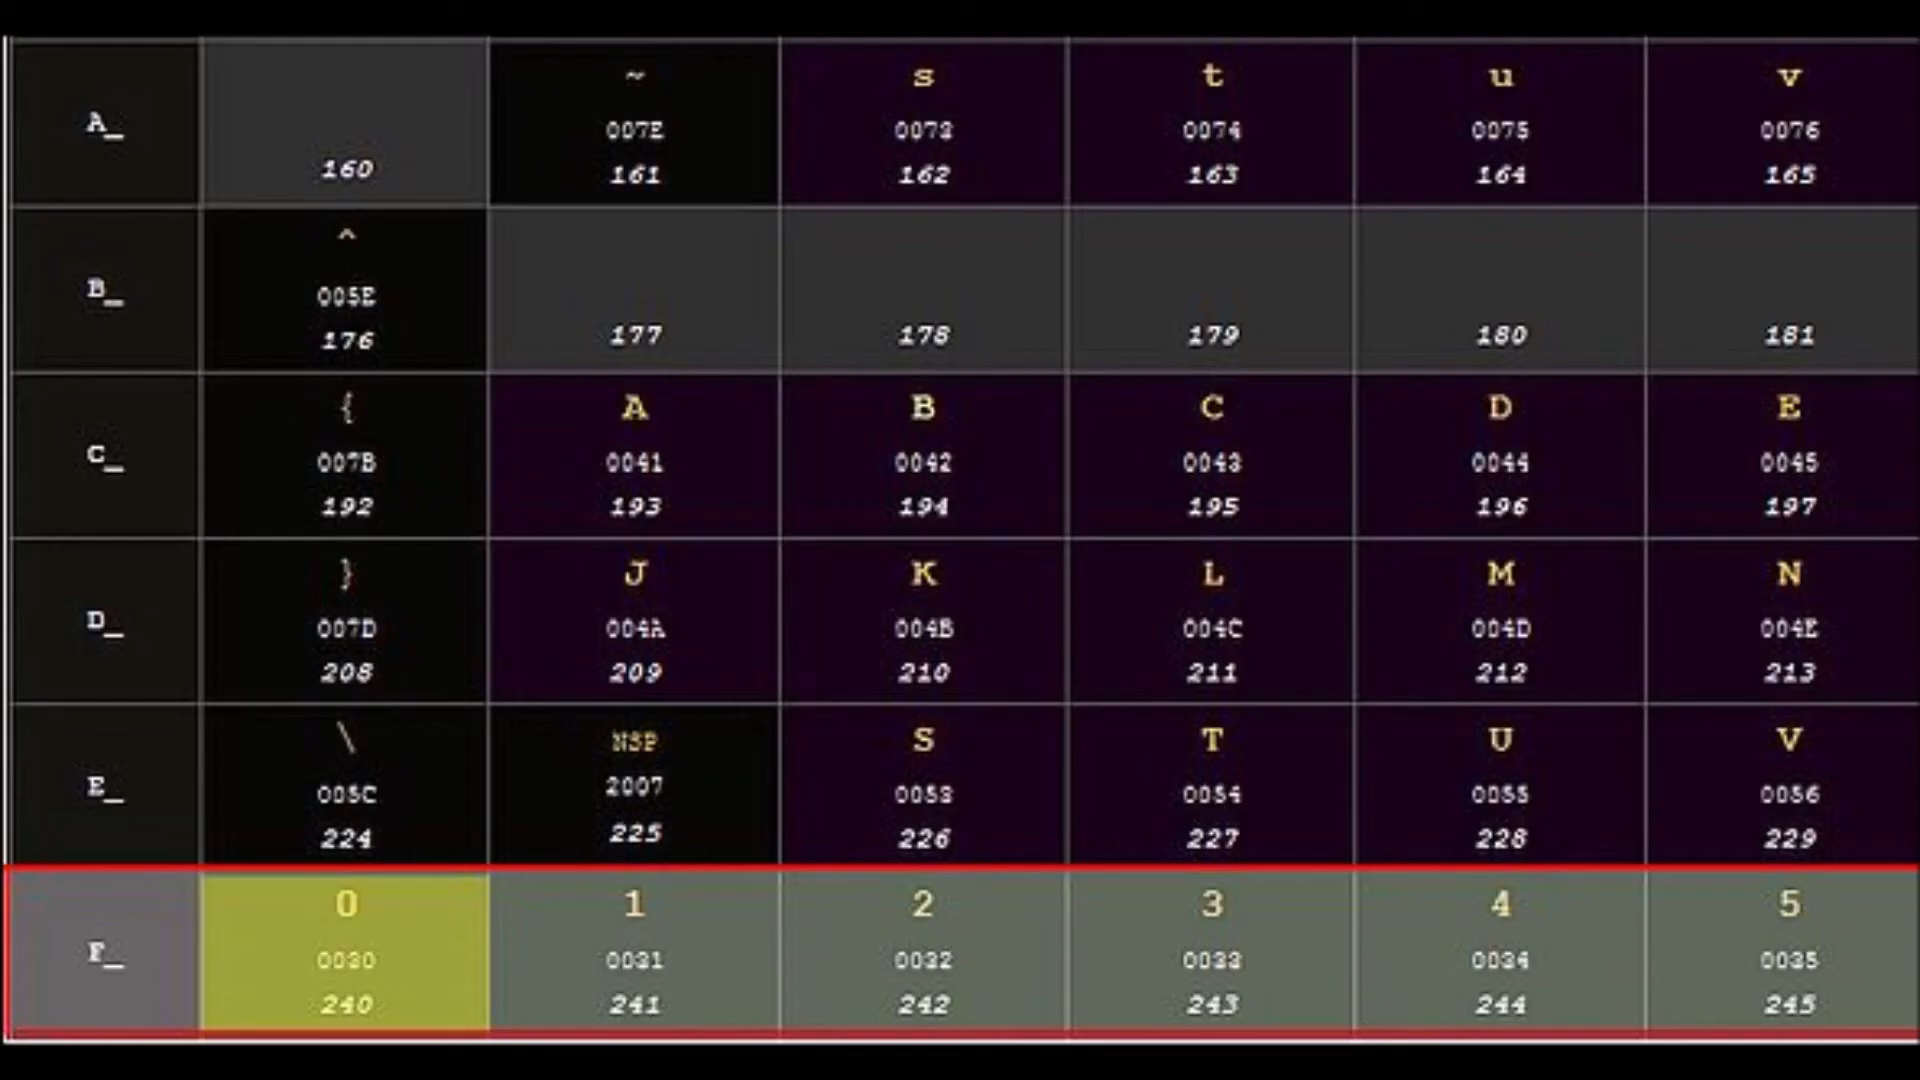 ~ s t u v
A_ 007E 0073 0074 0075 0076
160 161 162 163 164 165
^
B_ 005E
176 177 178 179 180 181
{ A B C D E
C_ 007B 0041 0042 0043 0044 0045
192 193 194 195 196 197
} J K L M N
D_ 007D 004A 004B 004C 004D 004E
208 209 210 211 212 213
\ NSP S T U V
E_ 005C 2007 0053 0054 0055 0056
224 225 226 227 228 229
0 1 2 3 4 5
F_ 0030 0031 0032 0033 0034 0035
240 241 242 243 244 245